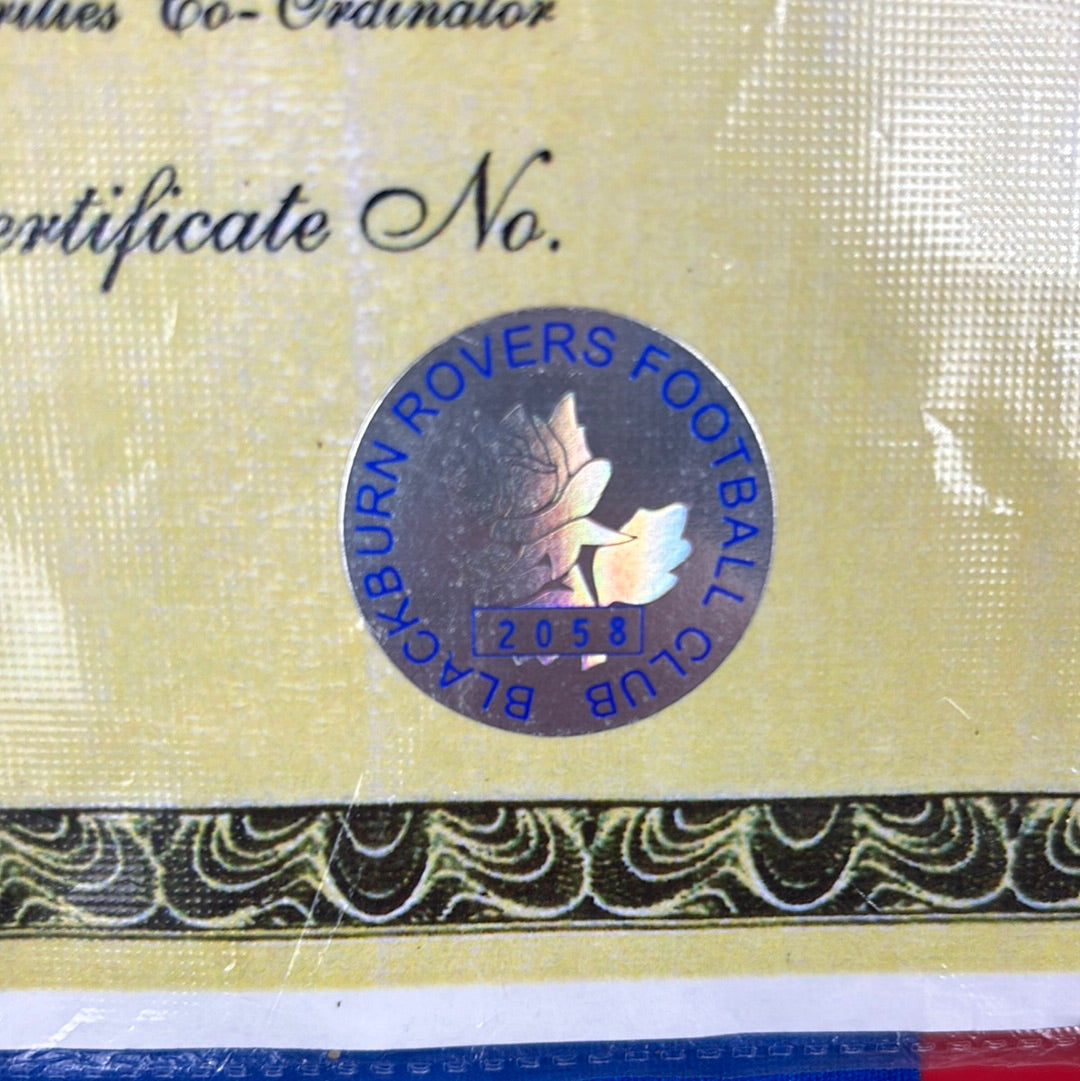 Co-Ordinator
Certificate No.
BLACKBURN ROVERS FOOTBALL CLUB
2058